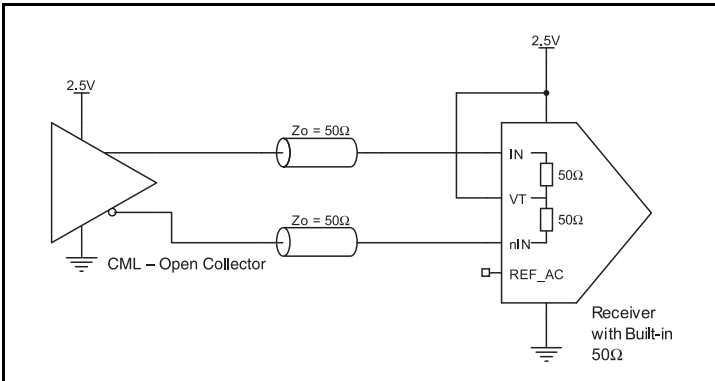 2.5V
2.5V
Zo = 50Ω
Zo = 50Ω
CML – Open Collector
IN
50Ω
VT
50Ω
nIN
REF_AC
Receiver
with Built-in
50Ω